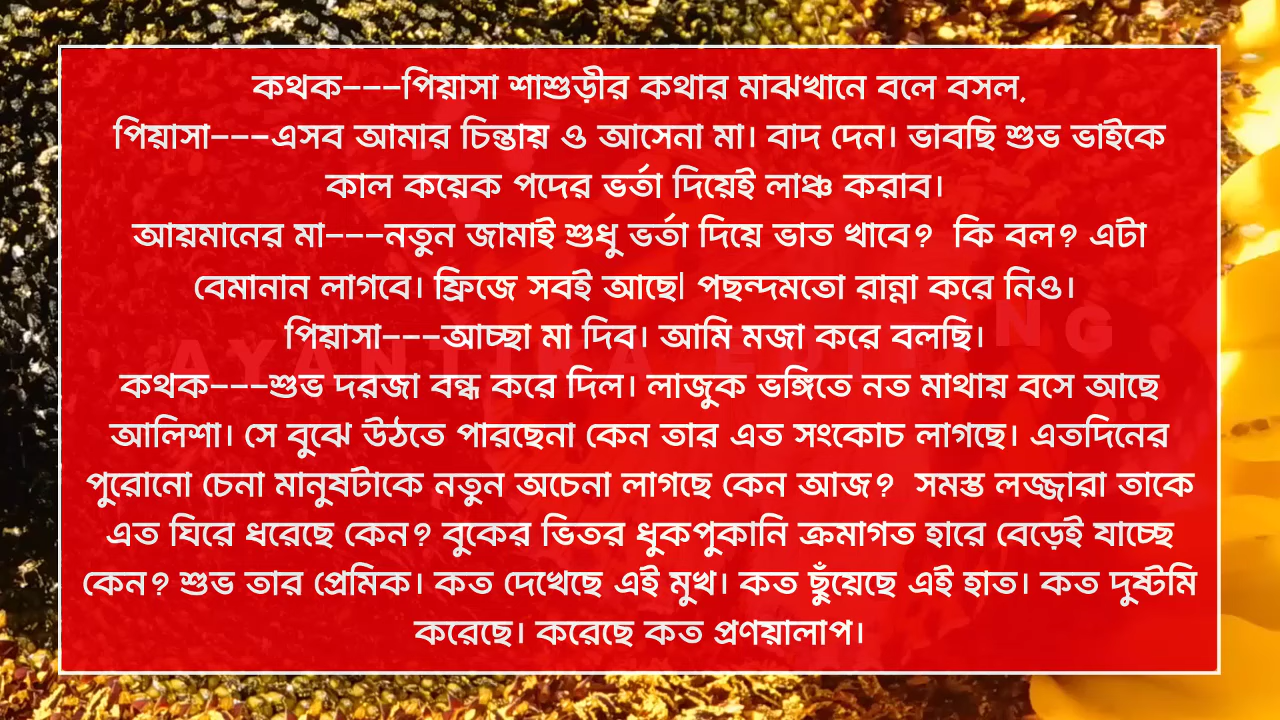 কথক---পিয়াসা শাশুড়ীর কথার মাঝখানে বলে বসল,
পিয়াসা---এসব আমার চিন্তায় ও আসেনা মা। বাদ দেন। ভাবছি শুভ ভাইকে
কাল কয়েক পদের ভর্তা দিয়েই লাঞ্চ করাব।
আয়মানের মা---নতুন জামাই শুধু ভর্তা দিয়ে ভাত খাবে? কি বল? এটা
বেমানান লাগবে। ফ্রিজে সবই আছে| পছন্দমতো রান্না করে নিও।
পিয়াসা---আচ্ছা মা দিব। আমি মজা করে বলছি।
কথক---শুভ দরজা বন্ধ করে দিল। লাজুক ভঙ্গিতে নত মাথায় বসে আছে
আলিশা। সে বুঝে উঠতে পারছেনা কেন তার এত সংকোচ লাগছে। এতদিনের
পুরোনো চেনা মানুষটাকে নতুন অচেনা লাগছে কেন আজ? সমস্ত লজ্জারা তাকে
এত ঘিরে ধরেছে কেন? বুকের ভিতর ধুকপুকানি ক্রমাগত হারে বেড়েই যাচ্ছে
কেন? শুভ তার প্রেমিক। কত দেখেছে এই মুখ। কত ছুঁয়েছে এই হাত। কত দুষ্টমি
করেছে। করেছে কত প্রণয়ালাপ।